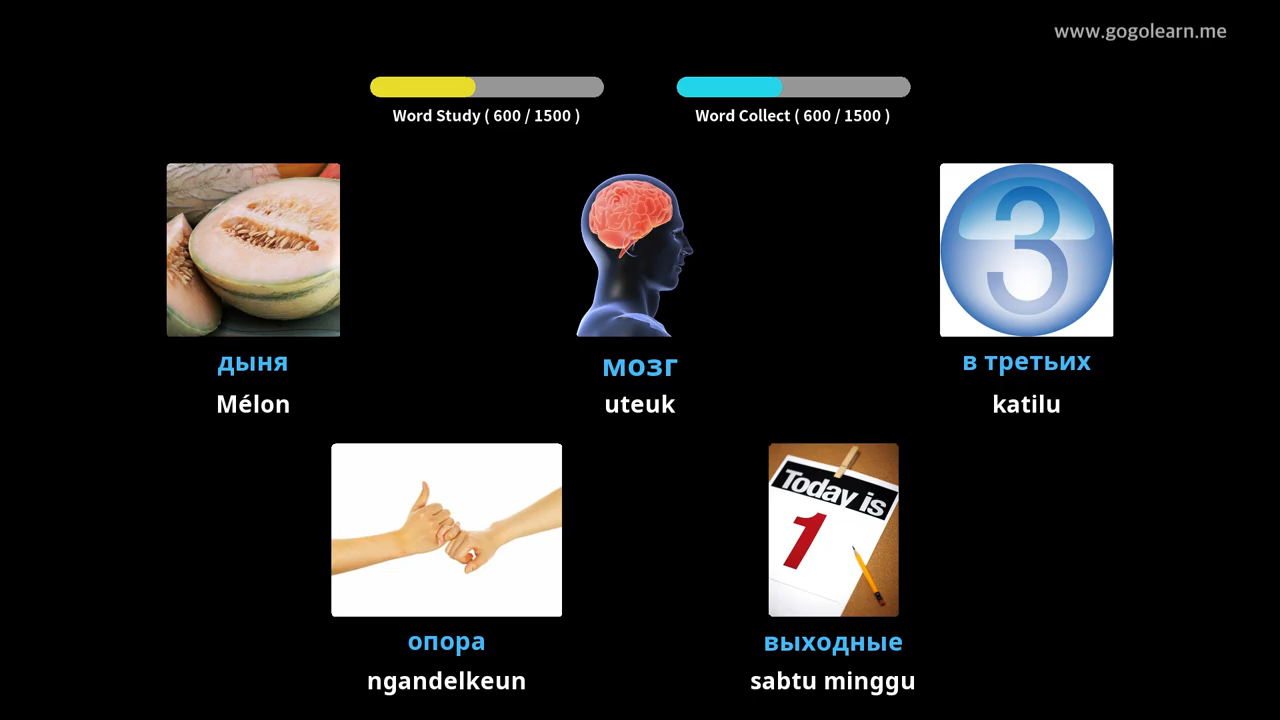 www.gogolearn.me
Word Study ( 600 / 1500 )
Word Collect ( 600 / 1500 )
3
дыня
мозг
в третьих
Mélon
uteuk
katilu
Today is
1
опора
выходные
ngandelkeun
sabtu minggu